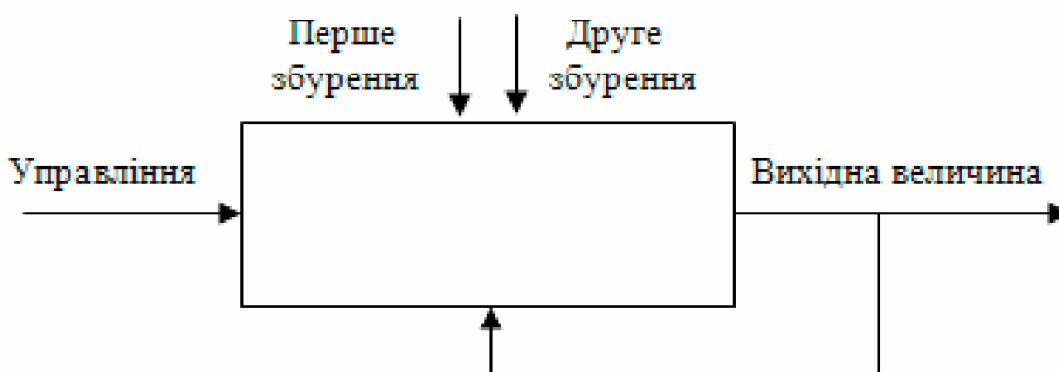 Перше
збурення
Друге
збурення
Управління
Вихідна величина